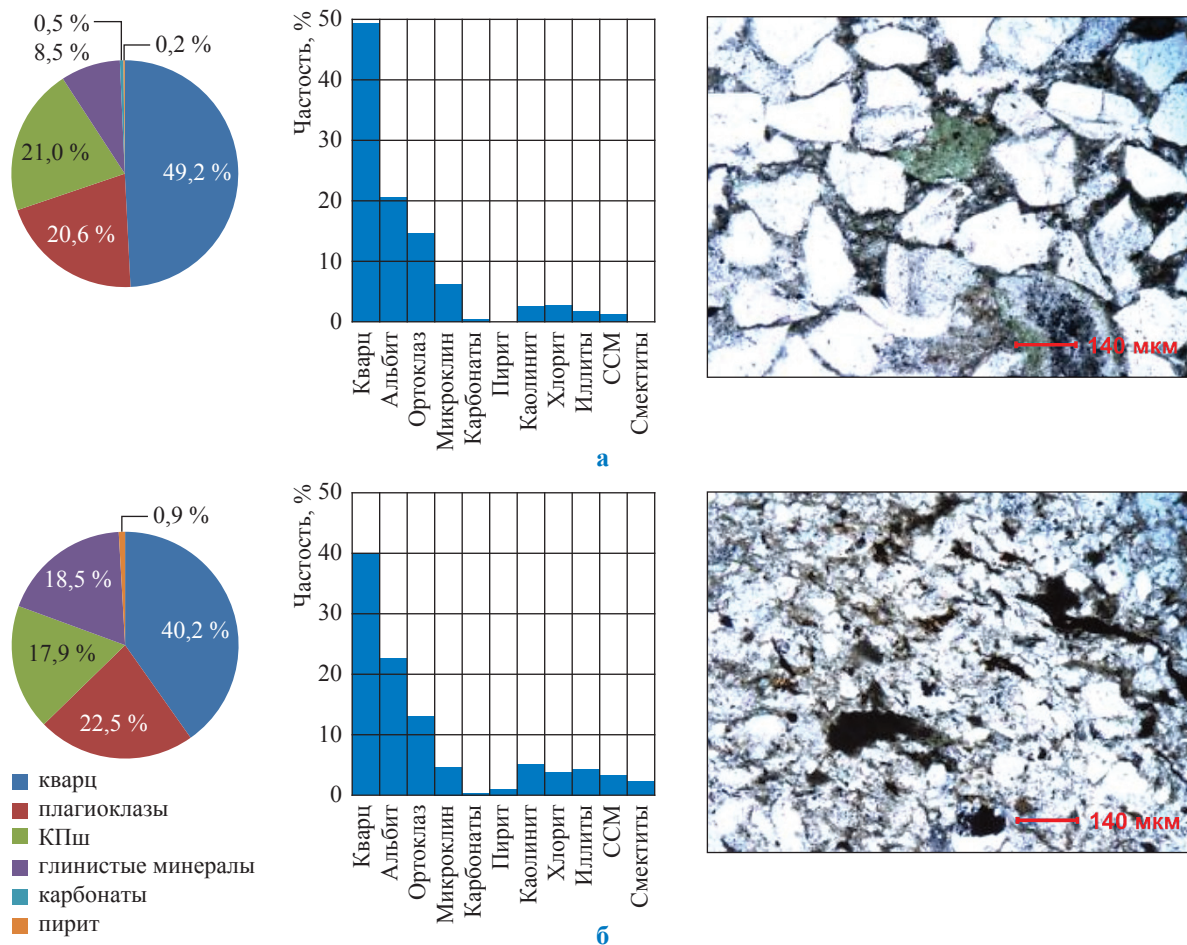 0,5 %
8,5 %
0,2 %
21,0 %
49,2 %
20,6 %
Частость, %
50
40
30
20
10
0
Кварц
Альбит
Ортоклаз
Микроклин
Карбонаты
Пирит
Каолинит
Хлорит
Иллиты
ССМ
Смектиты
140 мкм
а
0,9 %
18,5 %
40,2 %
17,9 %
22,5 %
кварц
плагиоклазы
КПш
глинистые минералы
карбонаты
пирит
Частость, %
50
40
30
20
10
0
Кварц
Альбит
Ортоклаз
Микроклин
Карбонаты
Пирит
Каолинит
Хлорит
Иллиты
ССМ
Смектиты
140 мкм
б